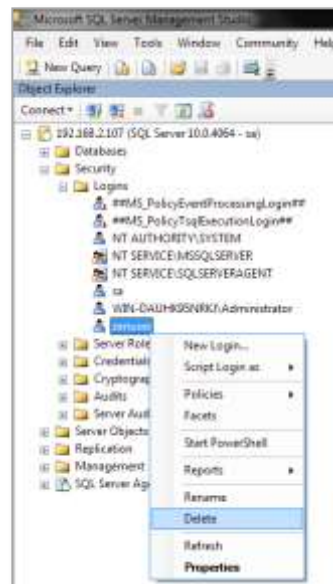 Microsoft SQL Server Management Studio
File Edit View Tools Window Community Help
New Query
Object Explorer
Connect
192.168.2.107 (SQL Server 10.0.4064 - sa)
Databases
Security
Logins
##MS_PolicyEventProcessingLogin##
##MS_PolicyTsqlExecutionLogin##
NT AUTHORITY\SYSTEM
NT SERVICE\MSSQLSERVER
NT SERVICE\SQLSERVERAGENT
sa
Server Role
Credential
Cryptograp
Audits
Server Aud
Server Objects
Replication
Management
SQL Server Ag
New Login...
Script Login as
Policies
Facets
Start PowerShell
Reports
Rename
Delete
Refresh
Properties